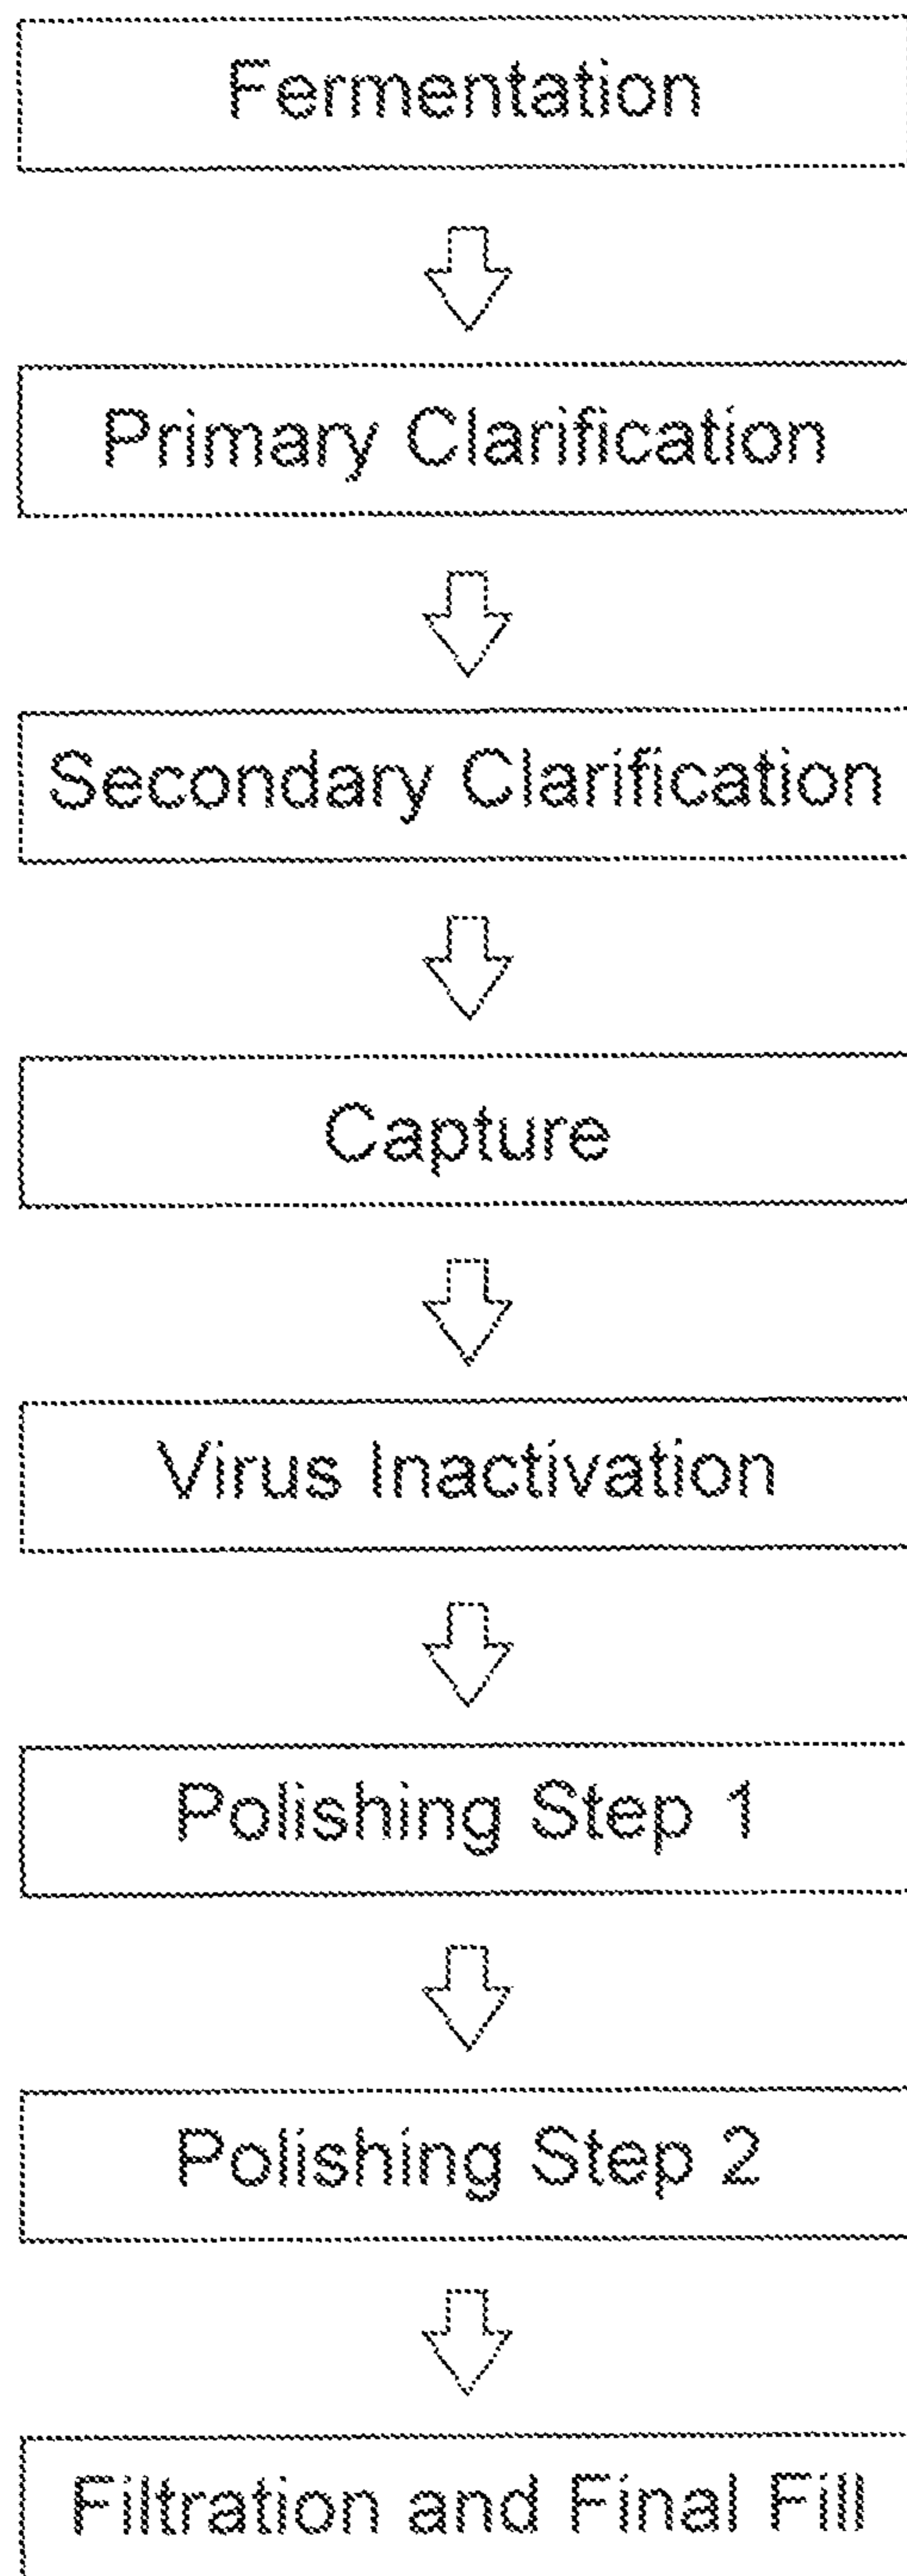 Fermentation
Primary Clarification
Secondary Clarification
Capture
Virus Inactivation
Polishing Step 1
Polishing Step 2
Filtration and Final Fill